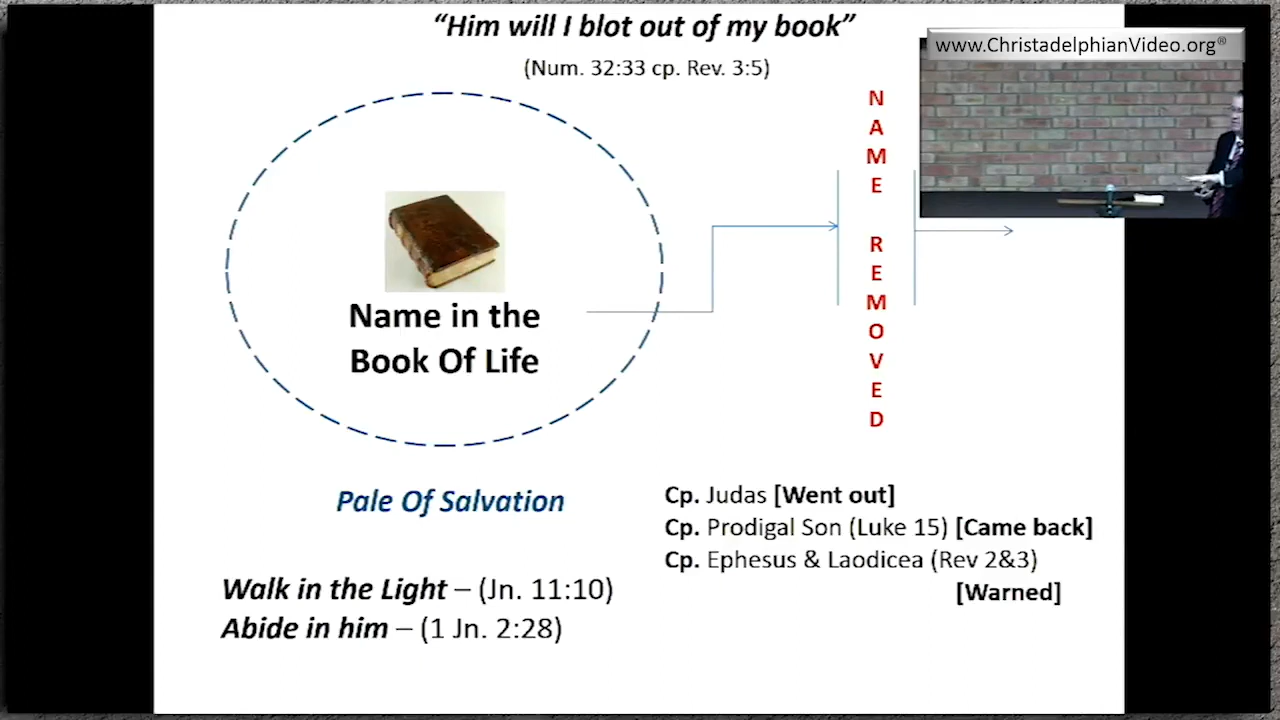 “Him will I blot out of my book”
(Num. 32:33 cp. Rev. 3:5)
www.ChristadelphianVideo.org®
NAME REMOVED
Name in the
Book Of Life
Pale Of Salvation
Cp. Judas [Went out]
Cp. Prodigal Son (Luke 15) [Came back]
Cp. Ephesus & Laodicea (Rev 2&3)
[Warned]
Walk in the Light – (Jn. 11:10)
Abide in him – (1 Jn. 2:28)